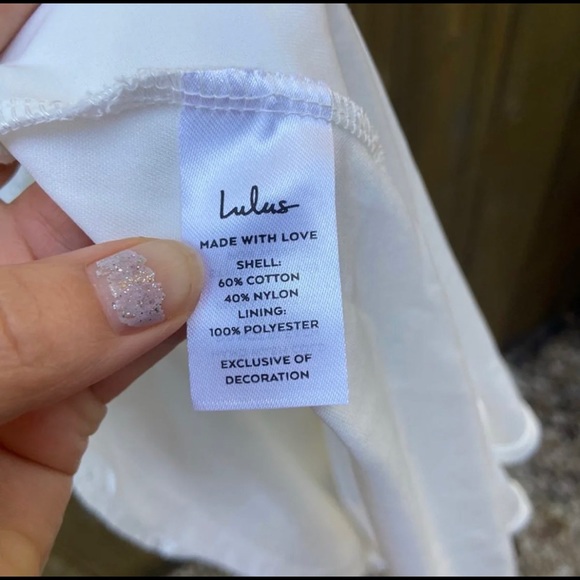 Lulus
MADE WITH LOVE
SHELL:
60% COTTON
40% NYLON
LINING:
100% POLYESTER
EXCLUSIVE OF
DECORATION